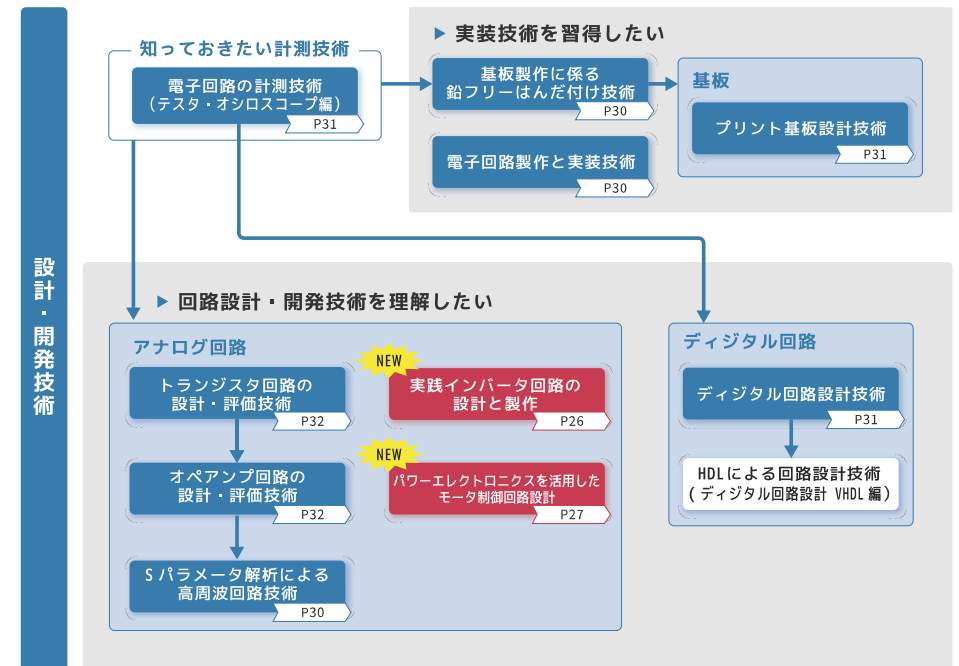 設計・開発技術
知っておきたい計測技術
電子回路の計測技術
(テスタ・オシロスコープ編)
P31
▶ 実装技術を習得したい
基板製作に係る
鉛フリーはんだ付け技術
P30
電子回路製作と実装技術
P30
基板
プリント基板設計技術
P31
▶ 回路設計・開発技術を理解したい
アナログ回路
トランジスタ回路の
設計・評価技術
P32
オペアンプ回路の
設計・評価技術
P32
Sパラメータ解析による
高周波回路技術
P30
NEW
実践インバータ回路の
設計と製作
P26
NEW
パワーエレクトロニクスを活用した
モータ制御回路設計
P27
ディジタル回路
ディジタル回路設計技術
P31
HDLによる回路設計技術
(ディジタル回路設計 VHDL編)